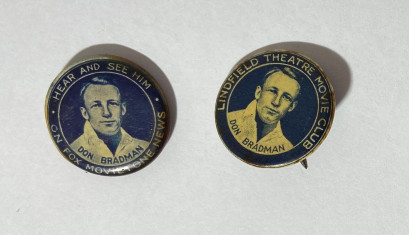 HEAR AND SEE HIM
ON FOX MOVIETONE NEWS
DON BRADMAN
LINDFIELD THEATRE MOVIE CLUB
DON BRADMAN